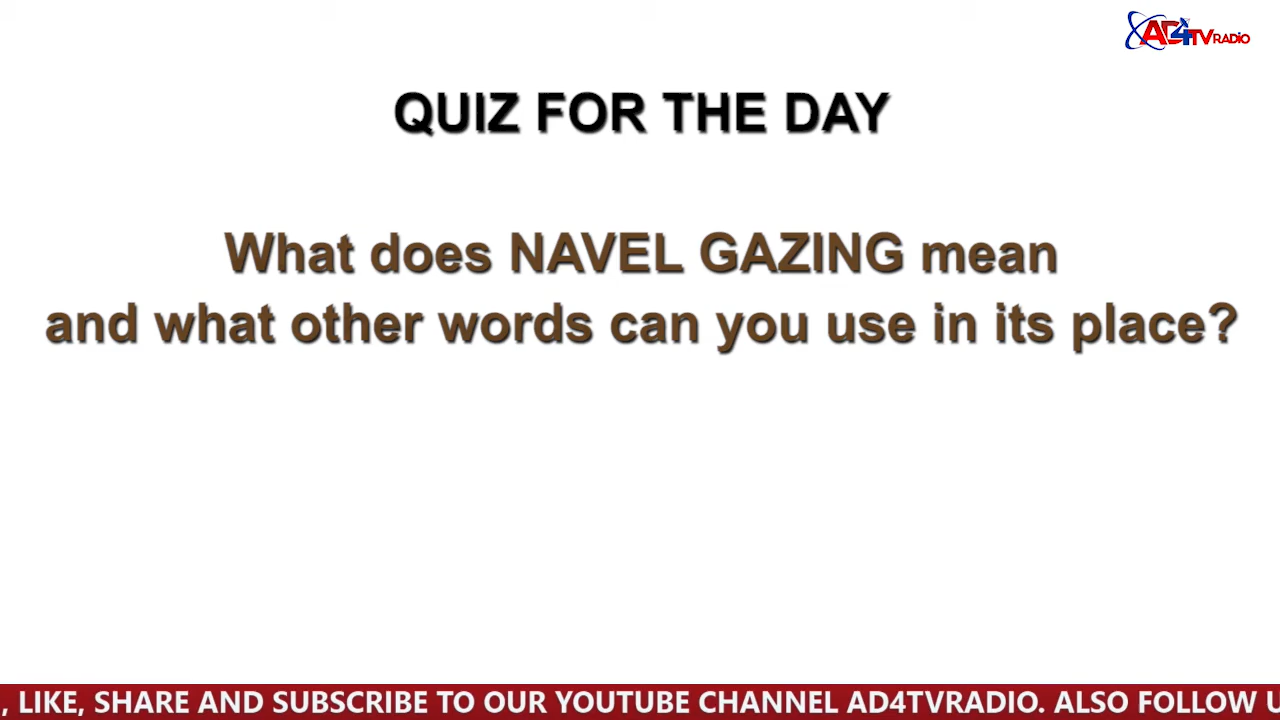 AD4TVRADIO
QUIZ FOR THE DAY
What does NAVEL GAZING mean
and what other words can you use in its place?
, LIKE, SHARE AND SUBSCRIBE TO OUR YOUTUBE CHANNEL AD4TVRADIO. ALSO FOLLOW U